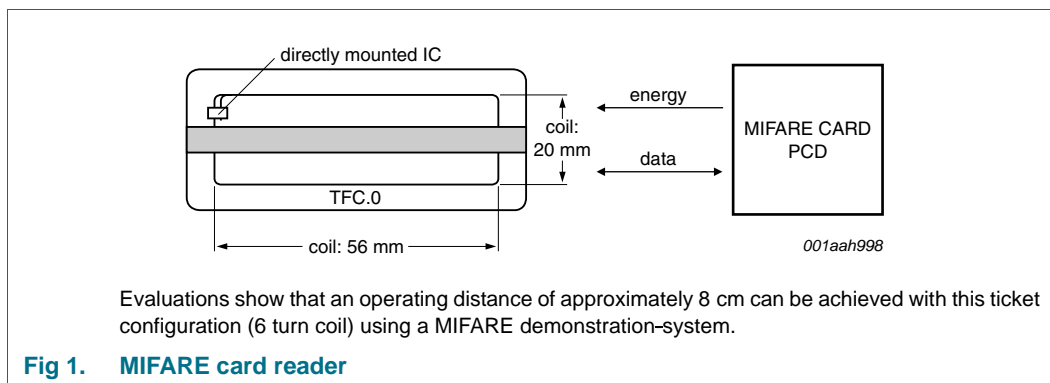 directly mounted IC
energy
coil:
20 mm
MIFARE CARD
PCD
data
TFC.0
coil: 56 mm
001aah998
Evaluations show that an operating distance of approximately 8 cm can be achieved with this ticket
configuration (6 turn coil) using a MIFARE demonstration-system.
Fig 1. MIFARE card reader